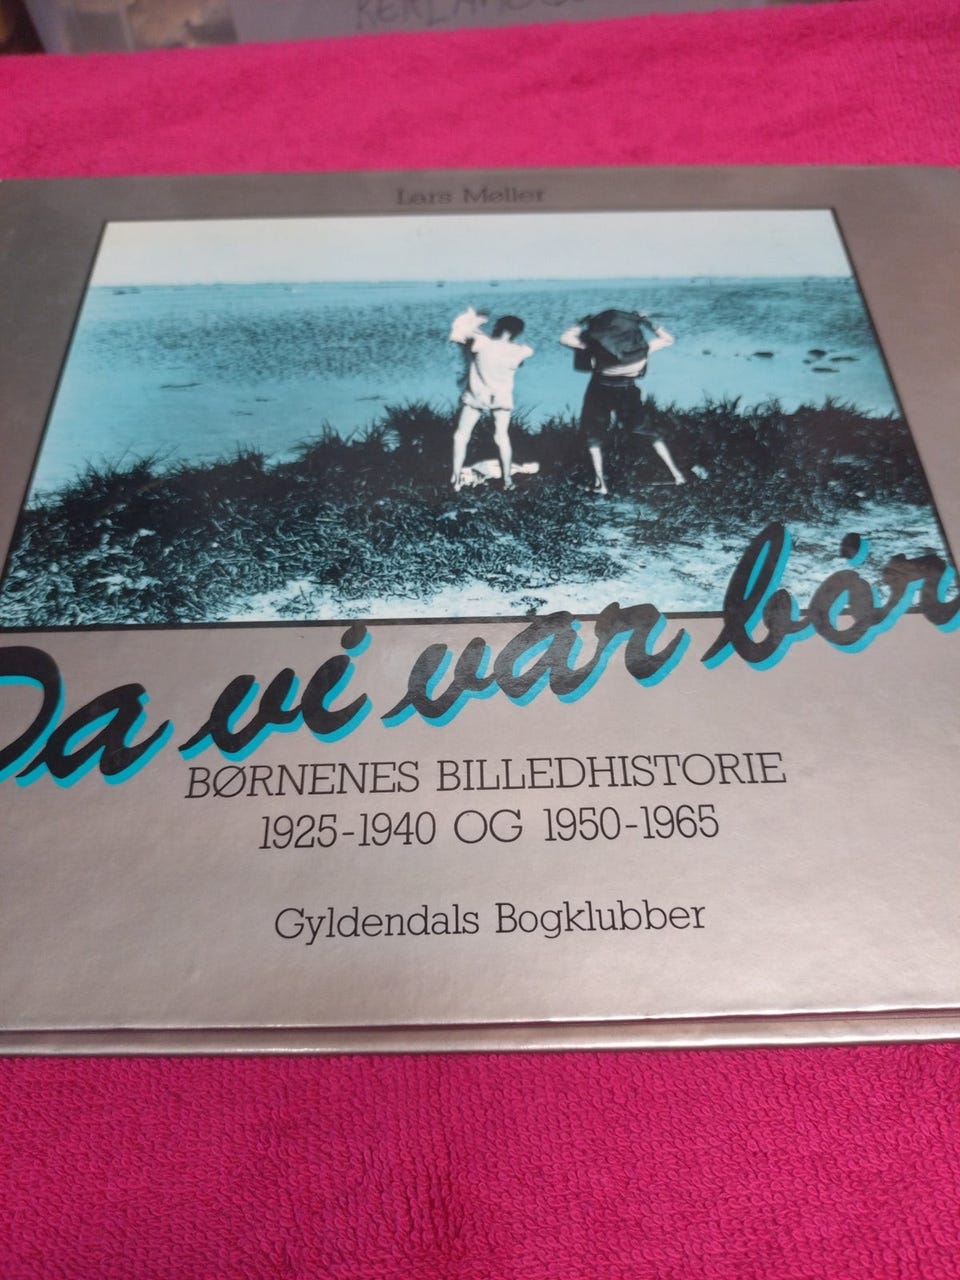 Lars Møller
Da vi var bør
BØRNENES BILLEDHISTORIE
1925-1940 OG 1950-1965
Gyldendals Bogklubber